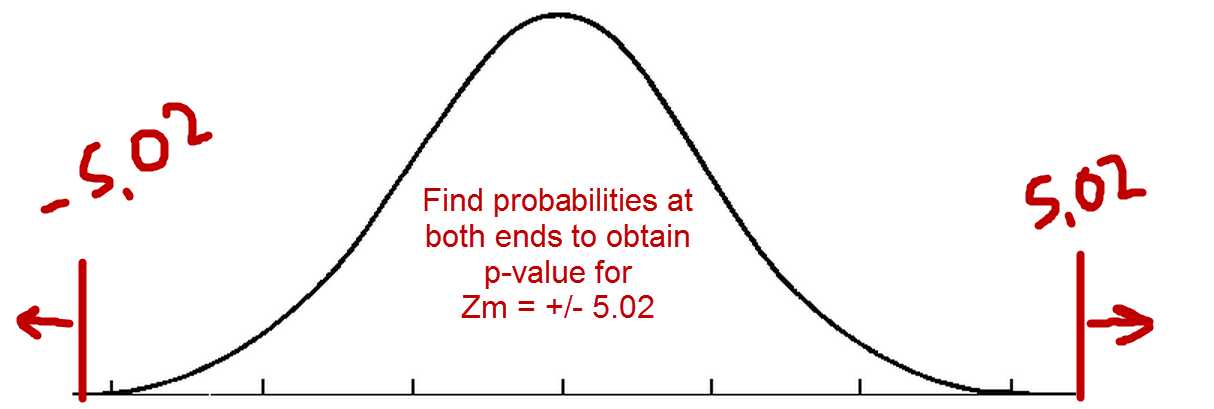 -5.02
5.02
Find probabilities at
both ends to obtain
p-value for
Zm = +/- 5.02